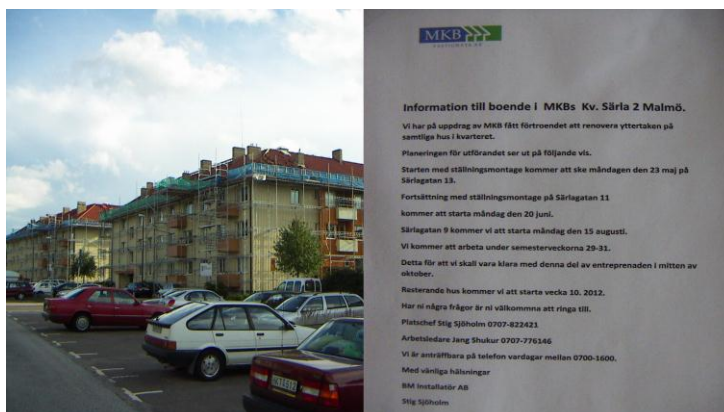 MKB
Information till boende i MKBs Kv. Särla 2 Malmö.
Vi har på uppdrag av MKB fått förtroendet att renovera yttertaken på
samtliga hus i kvarteret.
Planeringen för utförandet ser ut på följande vis.
Starten med ställningsmontage kommer att ske måndagen den 23 maj på
Särlagatan 13.
Fortsättning med ställningsmontage på Särlagatan 11
kommer att starta måndag den 20 juni.
Särlagatan 9 kommer vi att starta måndag den 15 augusti.
Vi kommer att arbeta under semesterveckorna 29-31.
Detta för att vi skall vara klara med denna del av entreprenaden i mitten av
oktober.
Resterande hus kommer vi att starta vecka 10. 2012.
Har ni några frågor är ni välkommna att ringa till.
Platschef Stig Sjöholm 0707-822421
Arbetsledare Jang Shukur 0707-776146
Vi är anträffbara på telefon vardagar mellan 0700-1600.
Med vänliga hälsningar
BM Installatör AB
Stig Sjöholm